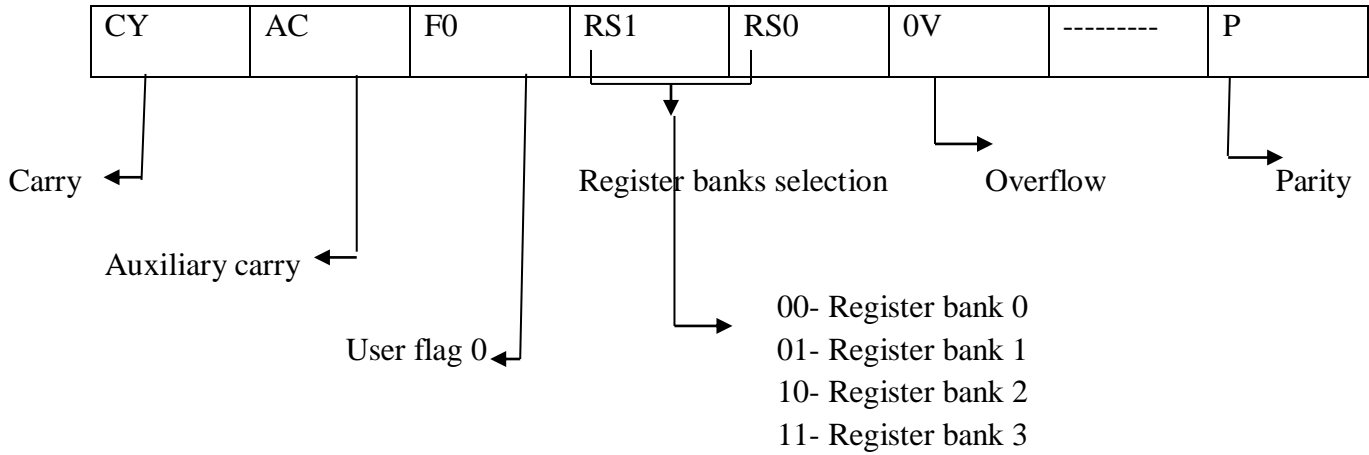 CY AC F0 RS1 RS0 0V --------- P
Carry Register banks selection Overflow Parity
Auxiliary carry
00- Register bank 0
User flag 0
01- Register bank 1
10- Register bank 2
11- Register bank 3